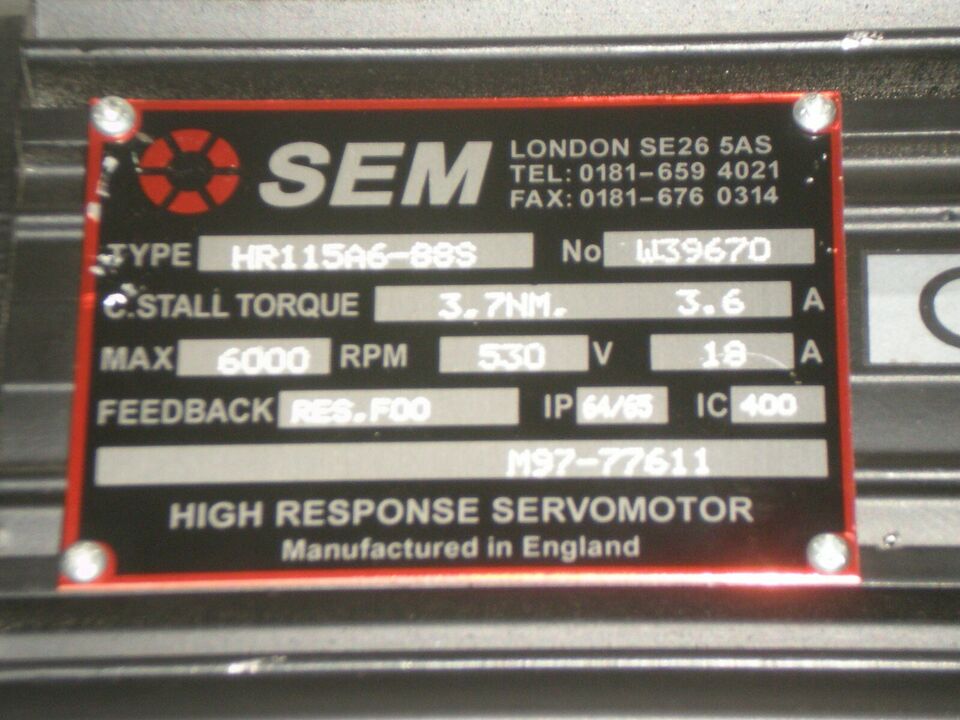 SEM
LONDON SE26 5AS
TEL: 0181-659 4021
FAX: 0181-676 0314
TYPE HR115A6-88S No W39670
C.STALL TORQUE 3.7NM. 3.6 A
MAX 6000 RPM 530 V 18 A
FEEDBACK RES.F00 IP 64/65 IC 400
M97-77611
HIGH RESPONSE SERVOMOTOR
Manufactured in England